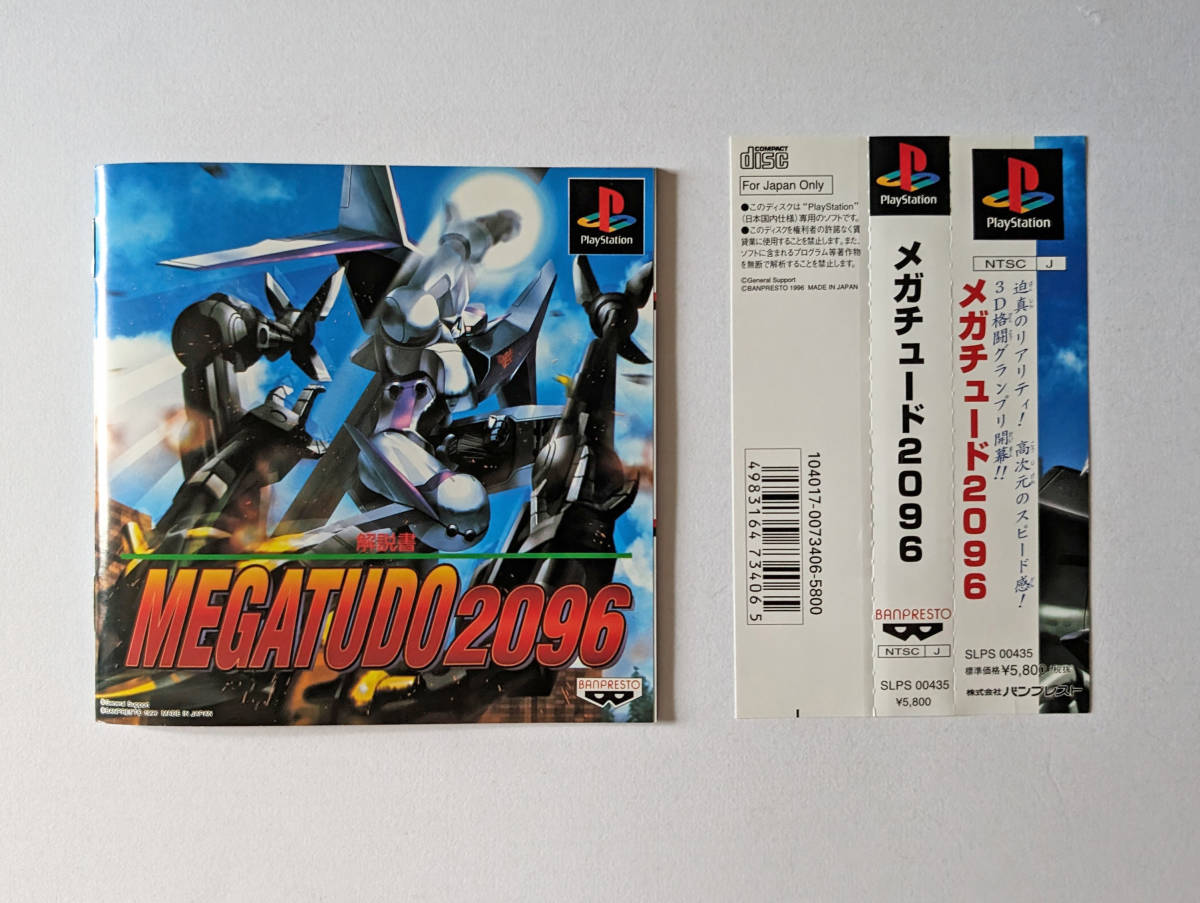 PlayStation
解説書
MEGATUDO2096
BANPRESTO
©General Support
©BANPRESTO 1996 MADE IN JAPAN
COMPACT
disc
For Japan Only
●このディスクは“PlayStation”
(日本国内仕様)専用のソフトです。
●このディスクを権利者の許諾なく賃
貸業に使用することを禁止します。また、
ソフトに含まれるプログラム等著作物
を無断で解析することを禁止します。
©General Support
©BANPRESTO 1996 MADE IN JAPAN
104017-0073406-5800
4983164734065
PlayStation
メガチュード2096
BANPRESTO
NTSC J
SLPS 00435
¥5,800
PlayStation
NTSC J
迫真のリアリティ!高次元のスピード感!
3D格闘グランプリ開幕!!
メガチュード2096
SLPS 00435
標準価格¥5,800(税抜)
株式会社バンプレスト